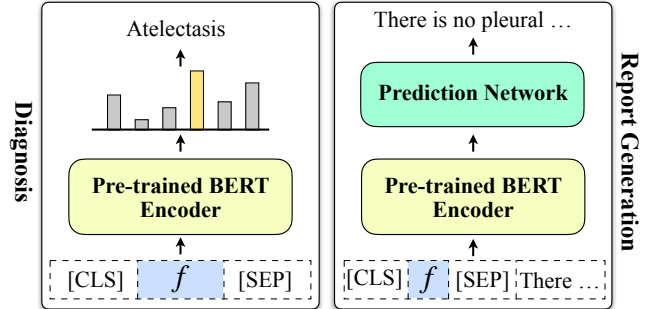 Diagnosis
Atelectasis
Pre-trained BERT
Encoder
[CLS] f [SEP]
There is no pleural …
Prediction Network
Pre-trained BERT
Encoder
[CLS] f [SEP] There …
Report Generation